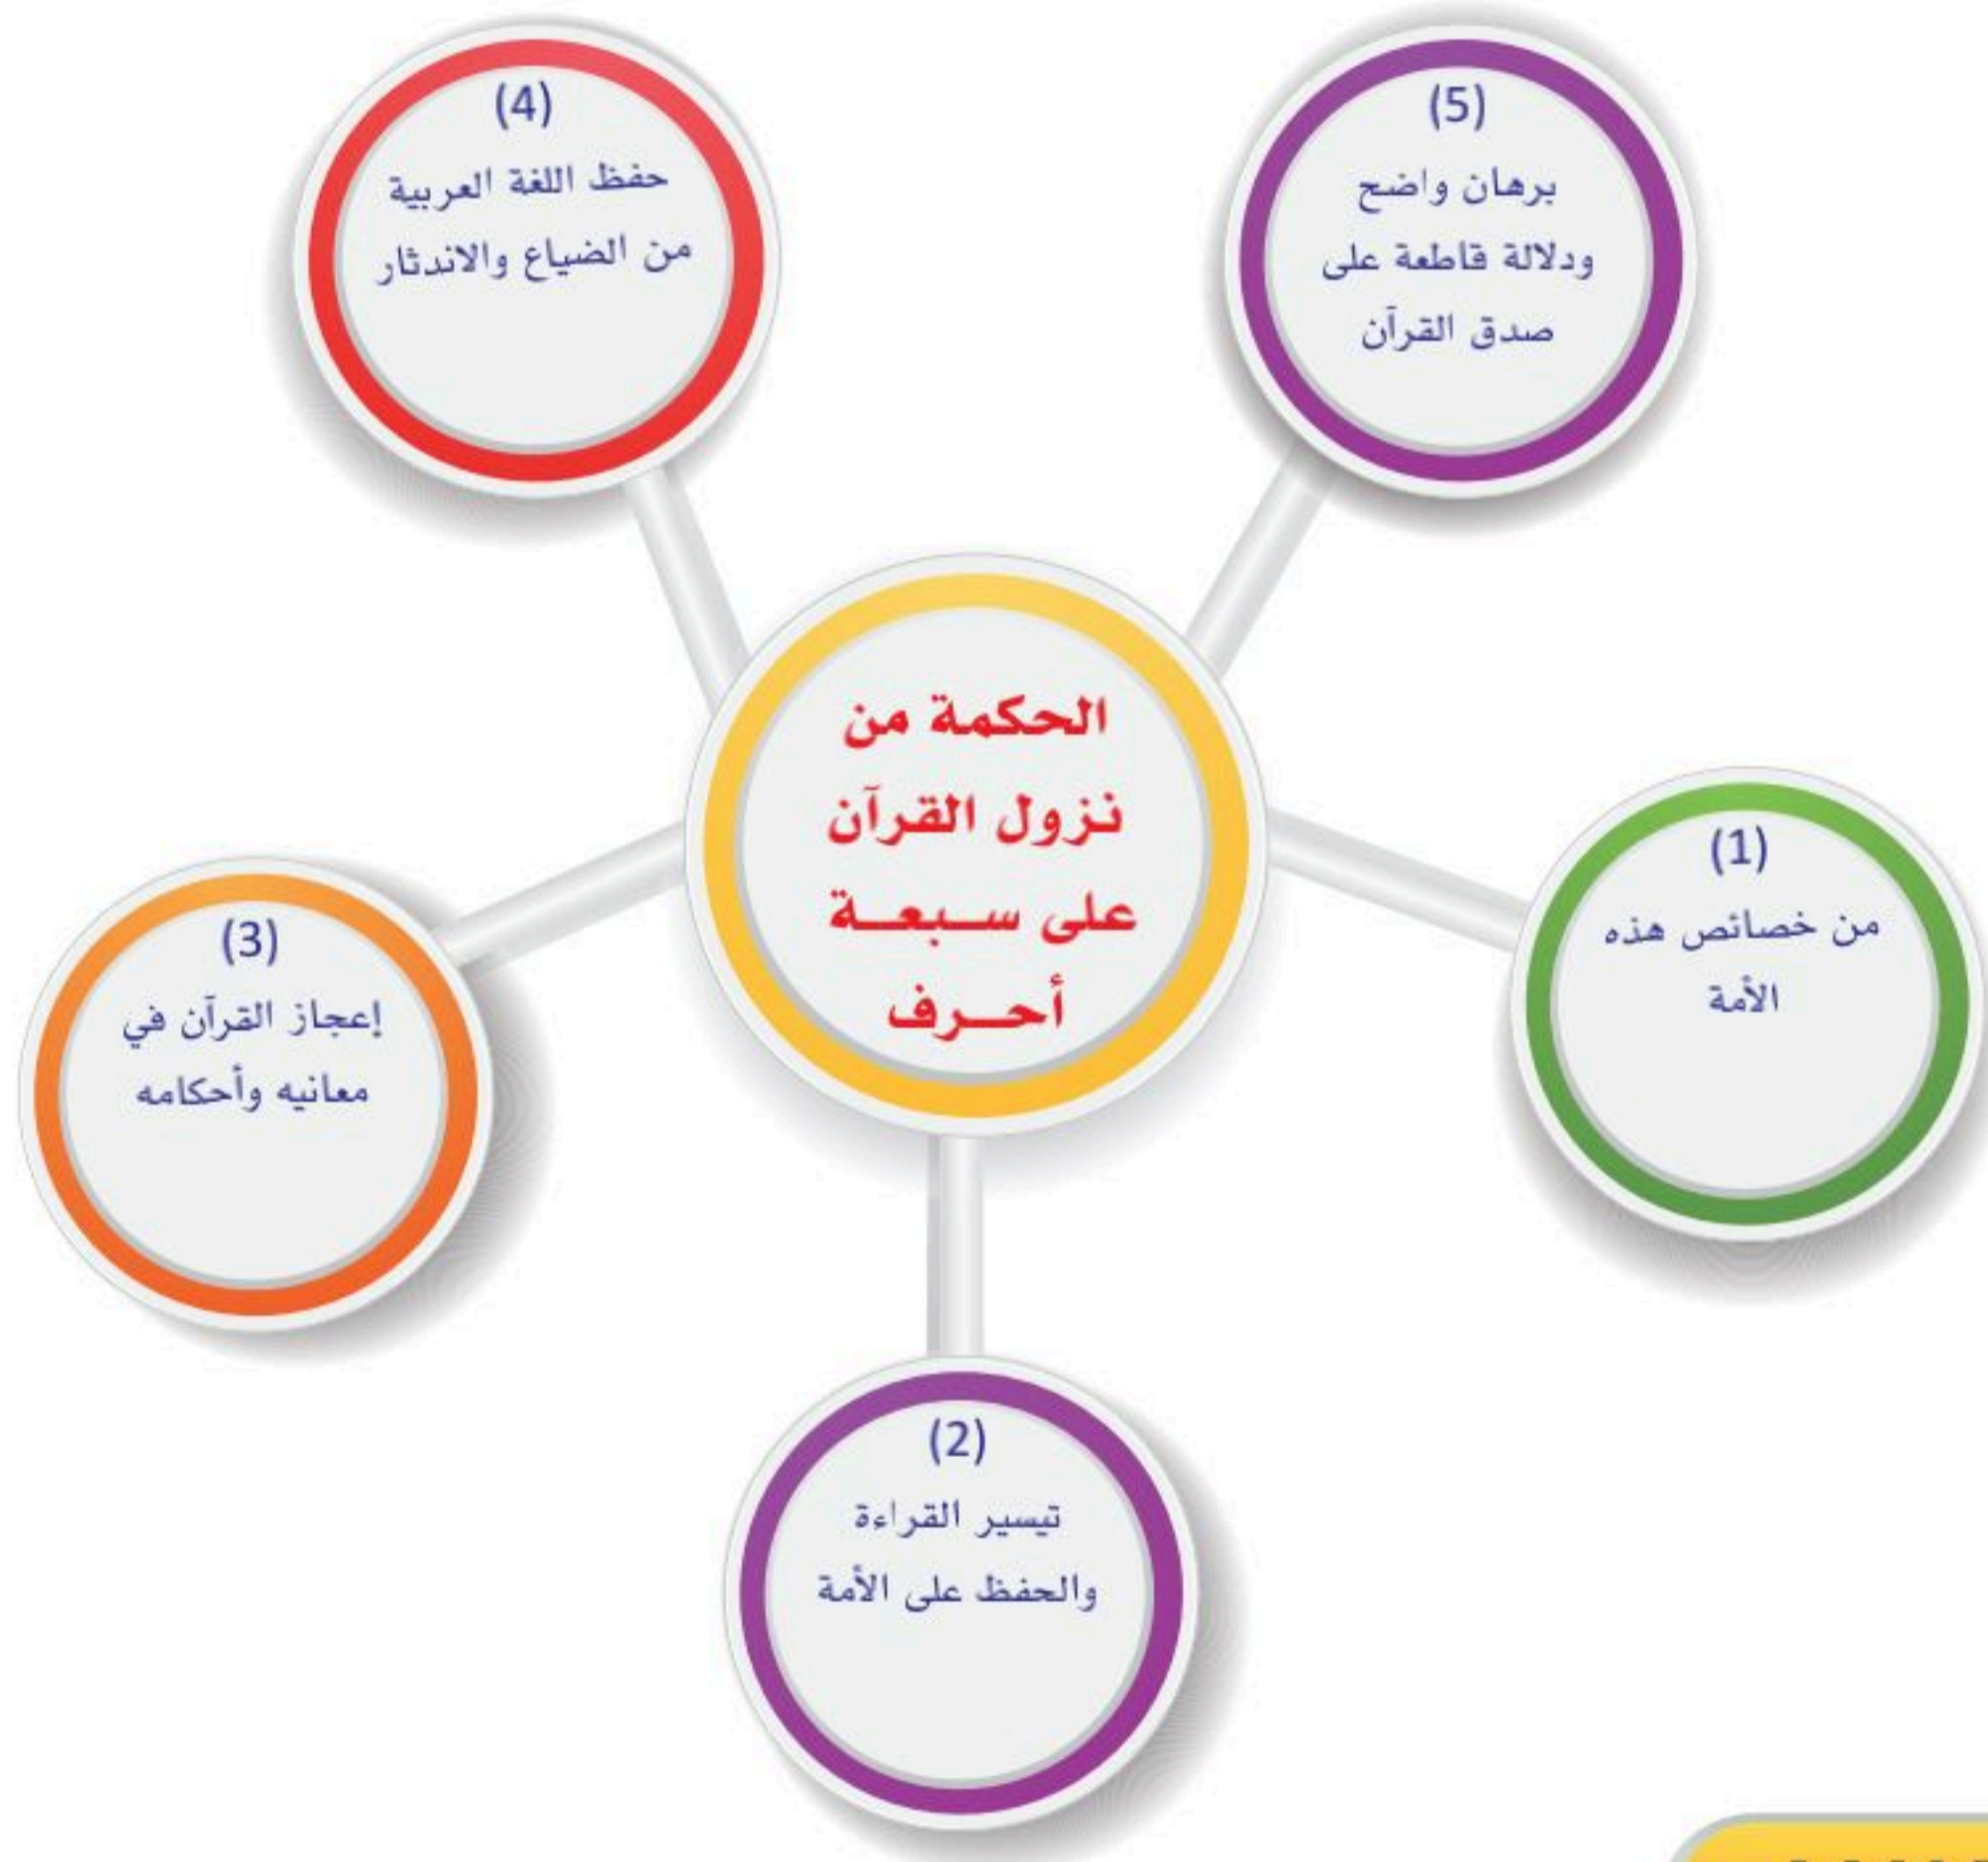 الحكمة من
نزول القرآن
على سبعة
أحرف
(1)
من خصائص هذه
الأمة
(2)
تيسير القراءة
والحفظ على الأمة
(3)
إعجاز القرآن في
معانيه وأحكامه
(4)
حفظ اللغة العربية
من الضياع والاندثار
(5)
برهان واضح
ودلالة قاطعة على
صدق القرآن